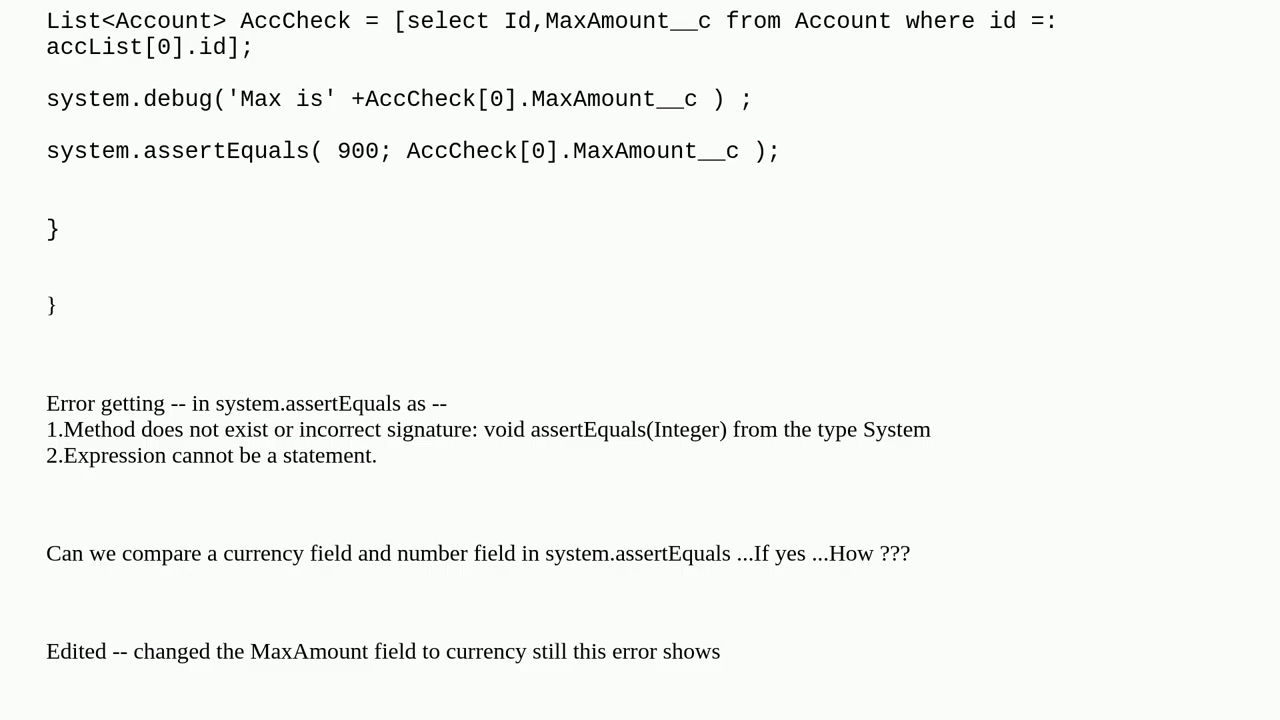 List<Account> AccCheck = [select Id,MaxAmount__c from Account where id =:
accList[0].id];
system.debug('Max is' +AccCheck[0].MaxAmount__c ) ;
system.assertEquals( 900; AccCheck[0].MaxAmount__c );
}
}
Error getting -- in system.assertEquals as --
1.Method does not exist or incorrect signature: void assertEquals(Integer) from the type System
2.Expression cannot be a statement.
Can we compare a currency field and number field in system.assertEquals ...If yes ...How ???
Edited -- changed the MaxAmount field to currency still this error shows